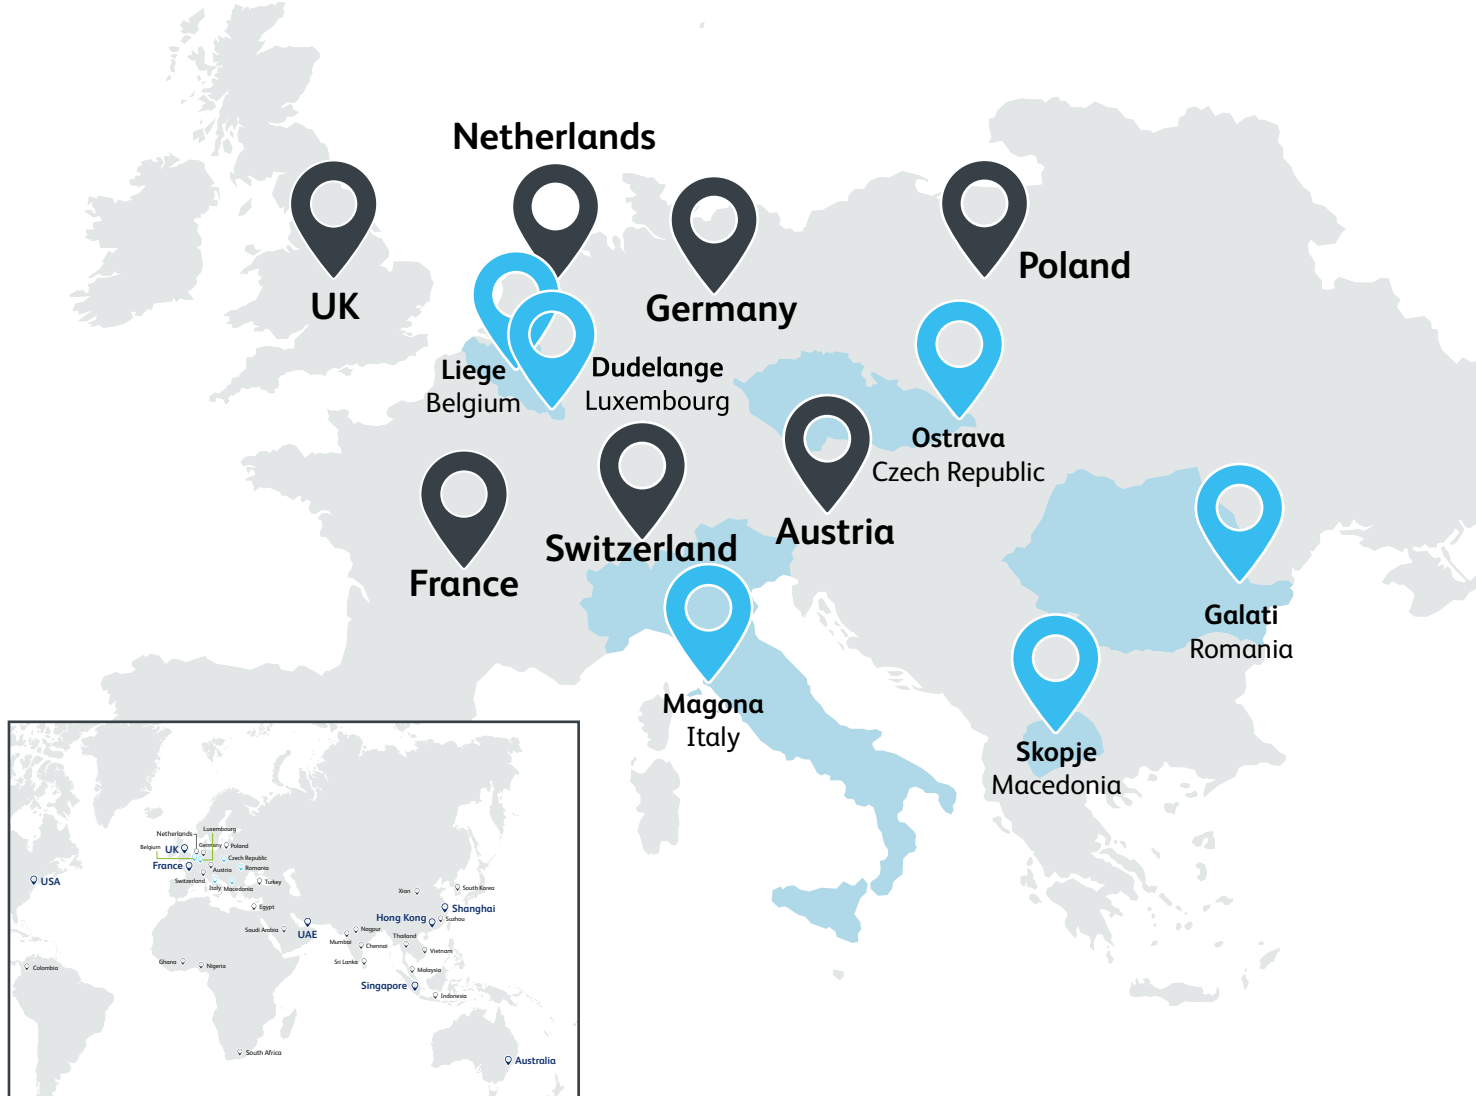 Netherlands
UK
Germany
Poland
Liege
Belgium
Dudelange
Luxembourg
Ostrava
Czech Republic
Austria
Switzerland
France
Galati
Romania
Magona
Italy
Skopje
Macedonia
Luxembourg
Netherlands
Belgium
UK
Germany
Poland
France
Czech Republic
Austria
Romania
Switzerland
Italy
Macedonia
Turkey
USA
Egypt
Saudi Arabia
UAE
Xian
South Korea
Shanghai
Hong Kong
Suzhou
Nagpur
Mumbai
Chennai
Thailand
Vietnam
Sri Lanka
Malaysia
Ghana
Nigeria
Colombia
Singapore
Indonesia
South Africa
Australia